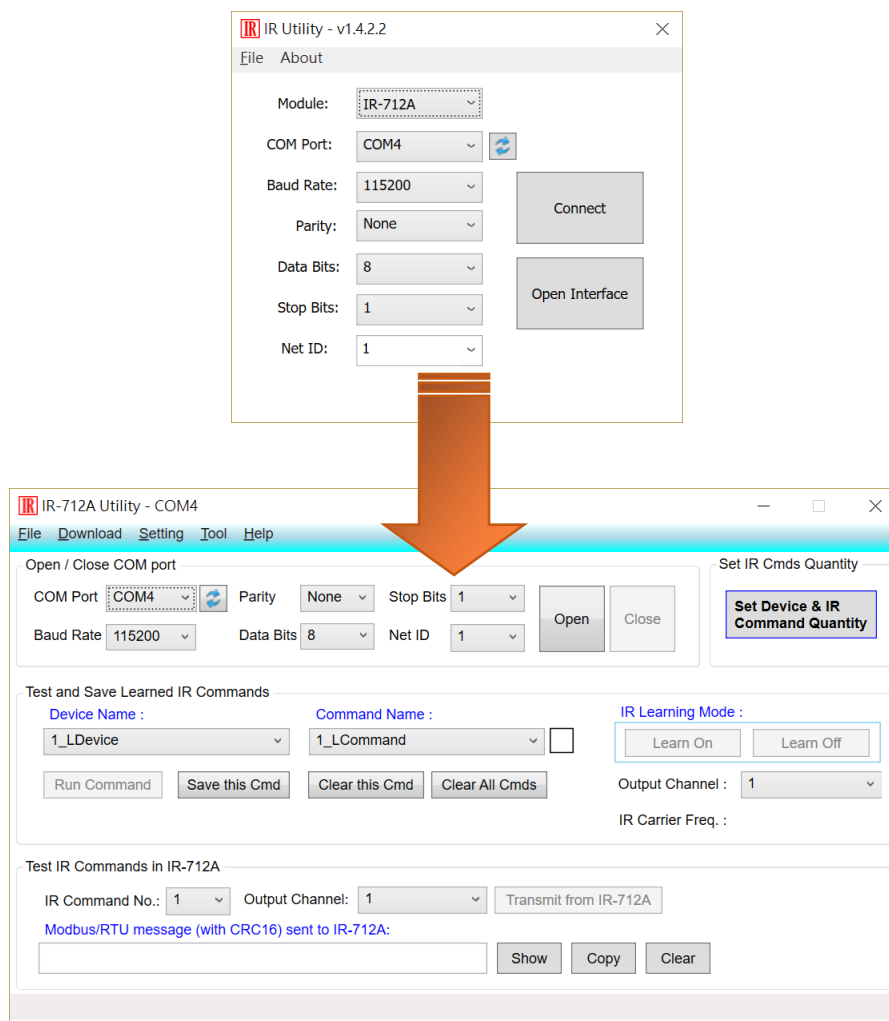 IR IR Utility - v1.4.2.2
File About
Module: IR-712A
COM Port: COM4
Baud Rate: 115200
Connect
Parity: None
Data Bits: 8
Open Interface
Stop Bits: 1
Net ID: 1
IR IR-712A Utility - COM4
File Download Setting Tool Help
Open / Close COM port
Set IR Cmds Quantity
COM Port COM4 Parity None Stop Bits 1
Open Close
Set Device & IR
Command Quantity
Baud Rate 115200 Data Bits 8 Net ID 1
Test and Save Learned IR Commands
Device Name : Command Name : IR Learning Mode :
1_LDevice 1_LCommand Learn On Learn Off
Run Command Save this Cmd Clear this Cmd Clear All Cmds Output Channel : 1
IR Carrier Freq. :
Test IR Commands in IR-712A
IR Command No.: 1 Output Channel: 1 Transmit from IR-712A
Modbus/RTU message (with CRC16) sent to IR-712A:
Show Copy Clear